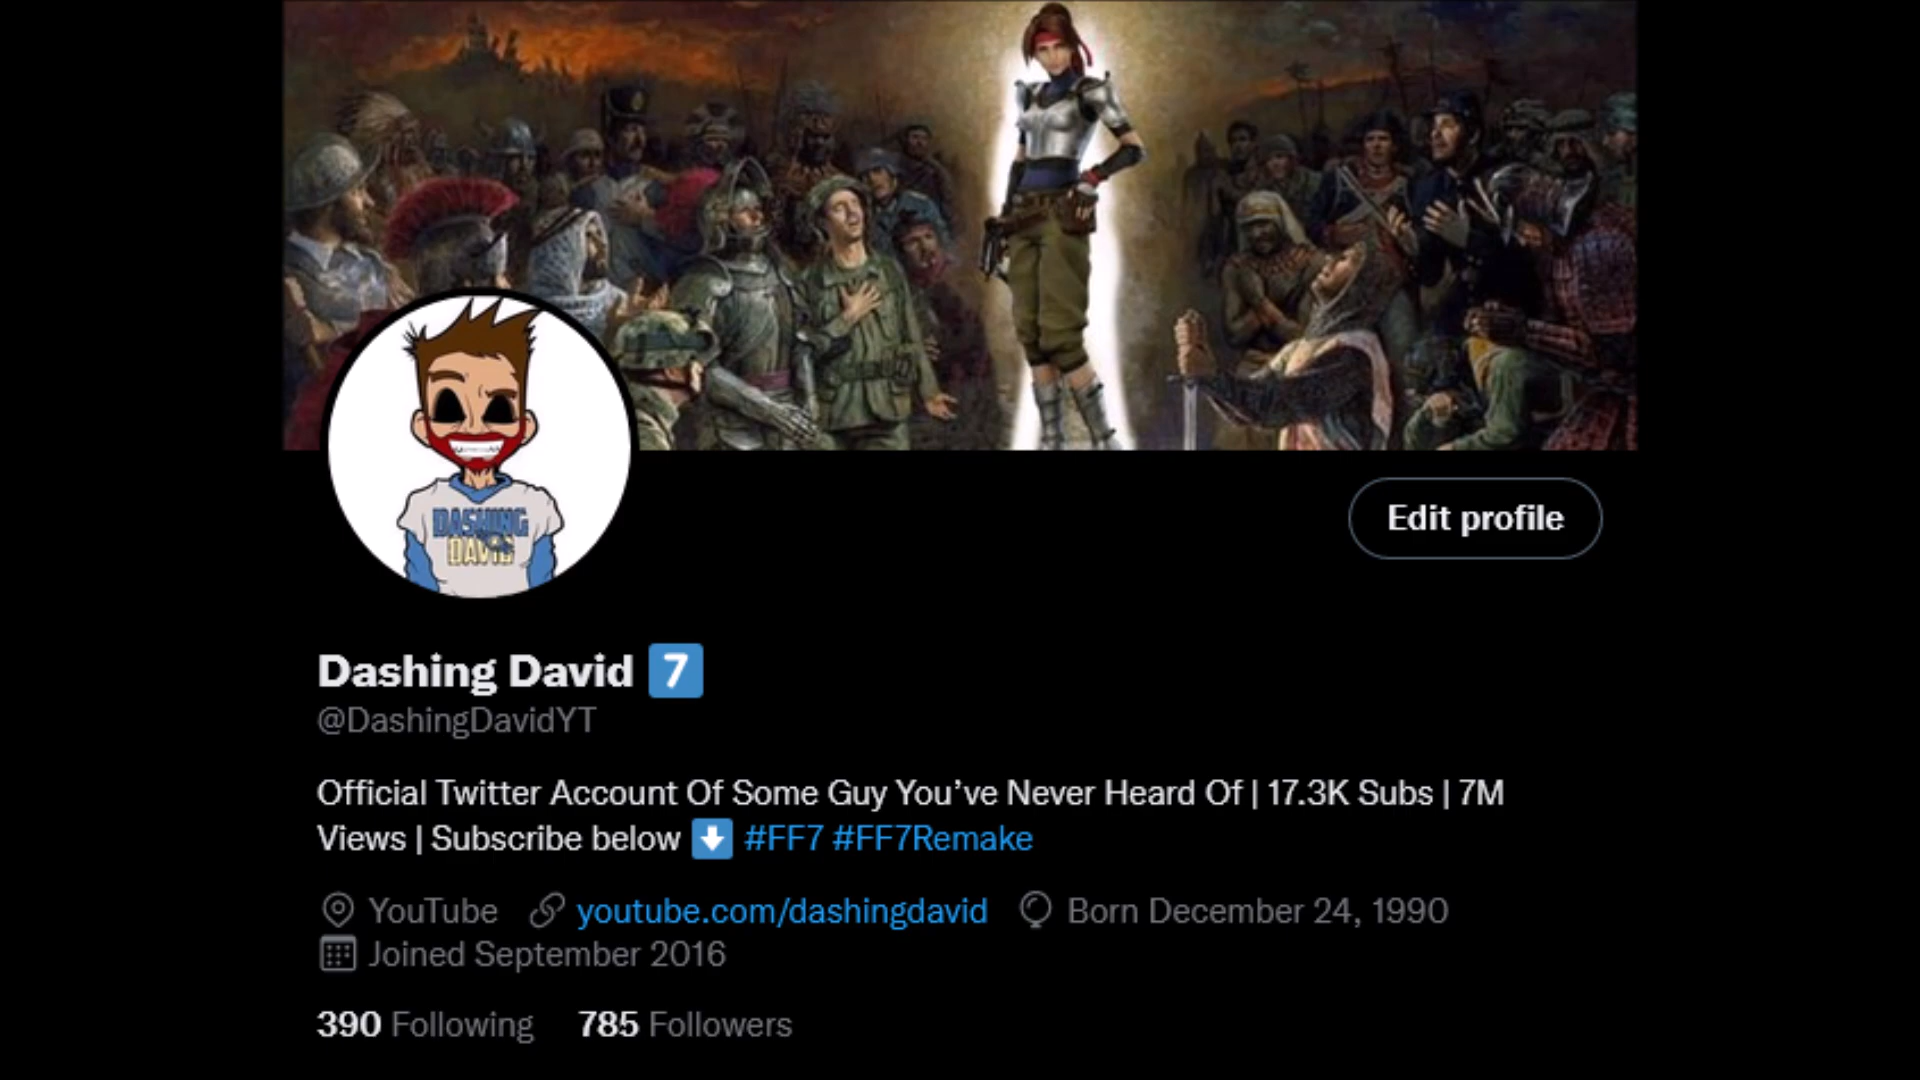 DASHING
DAVID
Edit profile
Dashing David 7️⃣
@DashingDavidYT
Official Twitter Account Of Some Guy You’ve Never Heard Of | 17.3K Subs | 7M
Views | Subscribe below ⬇️ #FF7 #FF7Remake
YouTube youtube.com/dashingdavid Born December 24, 1990
Joined September 2016
390 Following 785 Followers